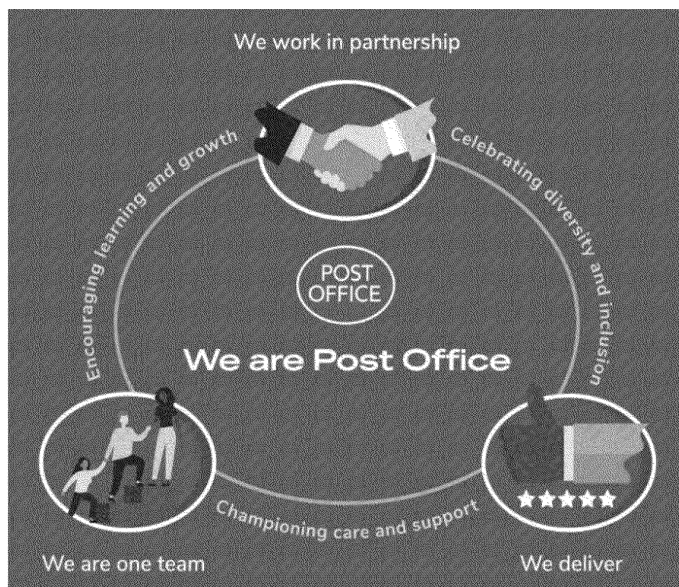 We work in partnership
Encouraging learning and growth
Celebrating diversity and inclusion
POST
OFFICE
We are Post Office
Championing care and support
We are one team
We deliver